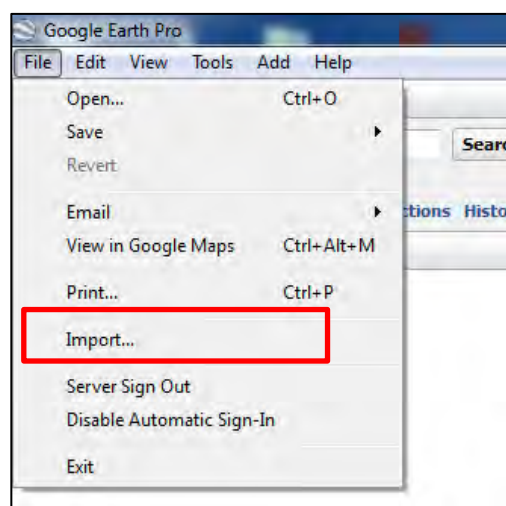 Google Earth Pro
File Edit View Tools Add Help
Open... Ctrl+O
Save
Sear
Revert
Email
ctions Histo
View in Google Maps Ctrl+Alt+M
Print... Ctrl+P
Import...
Server Sign Out
Disable Automatic Sign-In
Exit